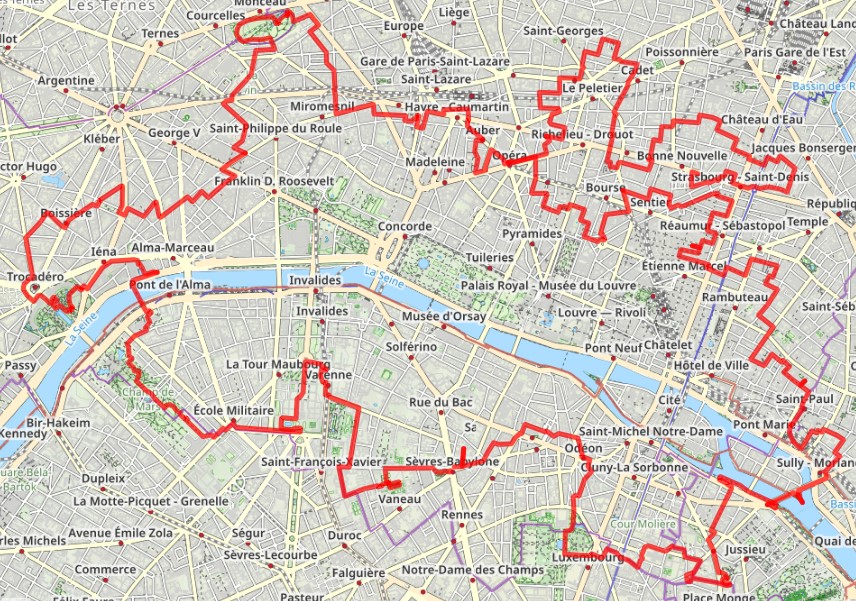 Les Ternes
Monceau
Courcelles
Ternes
Europe
Liège
Saint-Georges
Château Lanc
Poissonnière
Paris Gare de l'Est
Gare de Paris-Saint-Lazare
Saint-Lazare
Cadet
Argentine
Le Peletier
Bassin des R
Miromesnil
Havre - Caumartin
Château d'Eau
Kléber
George V
Saint-Philippe du Roule
Auber
Richelieu - Drouot
Jacques Bonsergen
Madeleine
Opéra
Bonne Nouvelle
ctor Hugo
Franklin D. Roosevelt
Strasbourg - Saint-Denis
Bourse
Boissière
Sentier
Républiq
Concorde
Pyramides
Réaumur - Sébastopol
Temple
Iéna
Alma-Marceau
Tuileries
Étienne Marcel
Trocadéro
Pont de l'Alma
Invalides
La Seine
Palais Royal - Musée du Louvre
Rambuteau
Saint-Séb
Invalides
Musée d'Orsay
Louvre — Rivoli
La Seine
Solférino
Pont Neuf
Châtelet
Passy
La Tour Maubourg
Varenne
Hôtel de Ville
Champ de Mars
Rue du Bac
Cité
Saint-Paul
Bir-Hakeim
Kennedy
École Militaire
Saint-Michel Notre-Dame
Pont Marie
Odéon
Saint-François-Xavier
Sèvres-Babylone
Cluny-La Sorbonne
Sully - Morland
Square Bela Bartok
Dupleix
La Motte-Picquet - Grenelle
Vaneau
Rennes
Bassi
Avenue Émile Zola
Ségur
Duroc
Cour Molière
rles Michels
Sèvres-Lecourbe
Luxembourg
Jussieu
Quai de
Commerce
Falguière
Notre-Dame des Champs
Place Monge
Félix Faure
Pasteur